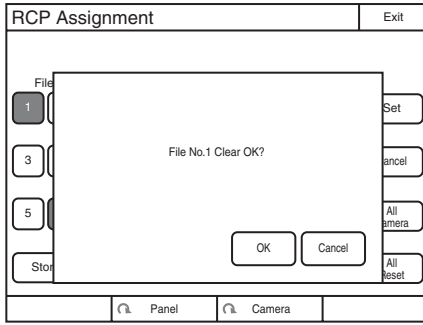 RCP Assignment Exit
File
1 Set
File No.1 Clear OK?
3 ancel
5 All
amera
OK Cancel
Stor All
Reset
Panel Camera